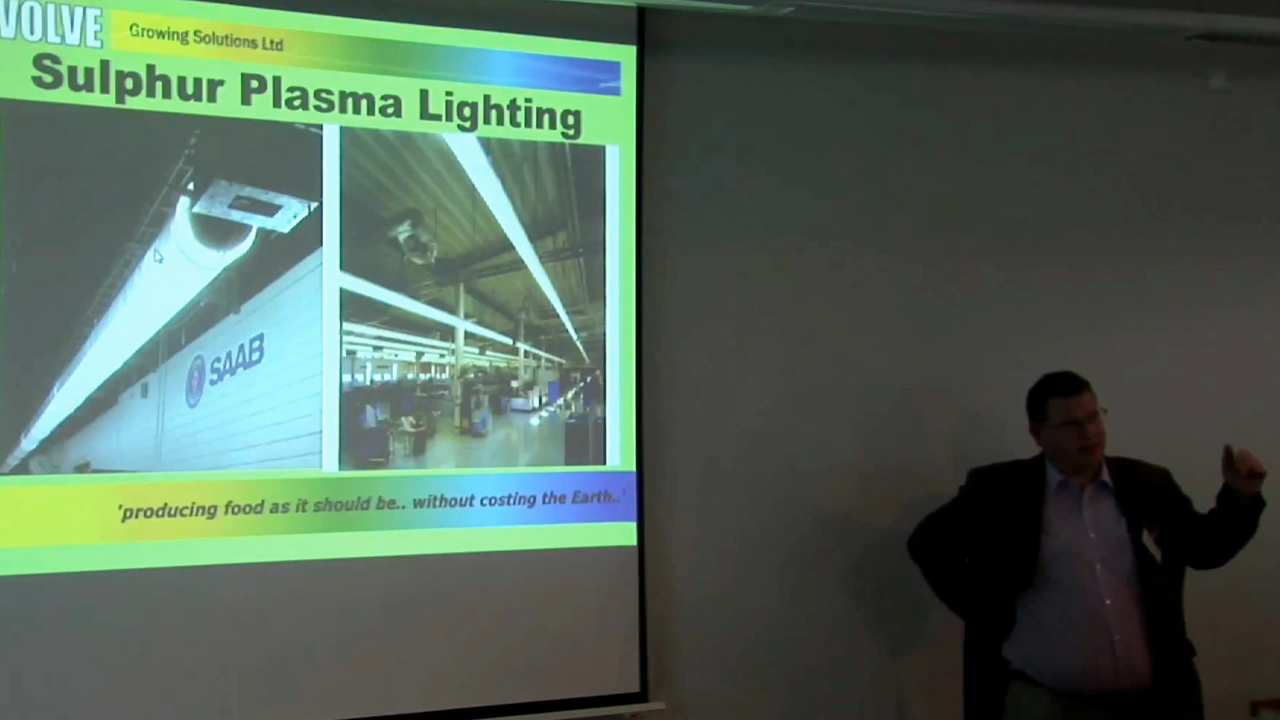 VOLVE
Growing Solutions Ltd
Sulphur Plasma Lighting
SAAB
'producing food as it should be.. without costing the Earth..'